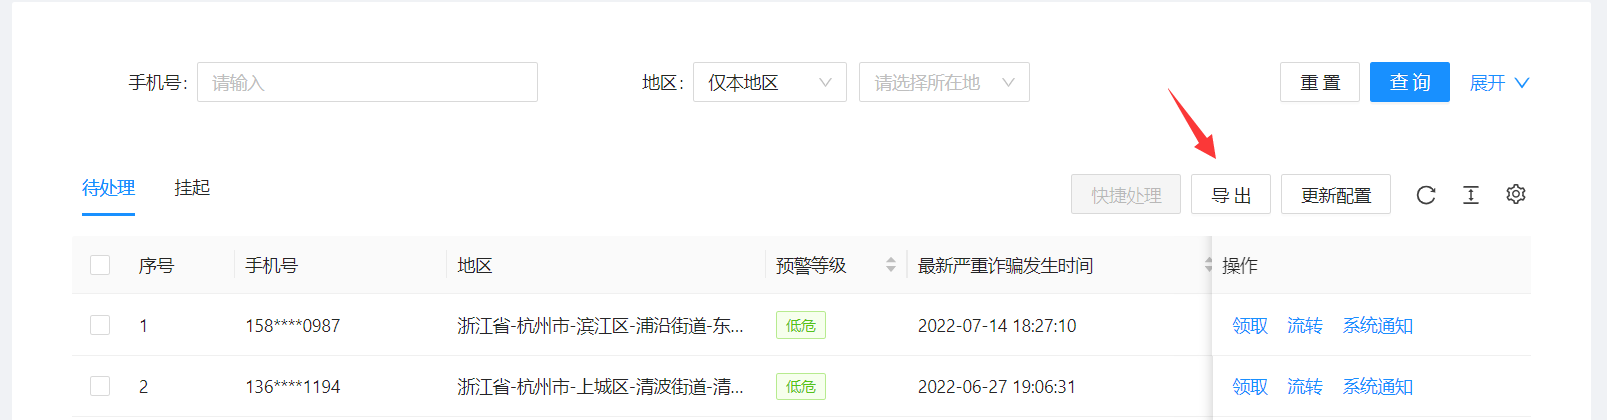 手机号: 请输入 地区: 仅本地区 请选择所在地 重 置 查 询 展开
待处理 挂起 快捷处理 导 出 更新配置
序号 手机号 地区 预警等级 最新严重诈骗发生时间 操作
1 158****0987 浙江省-杭州市-滨江区-浦沿街道-东... 低危 2022-07-14 18:27:10 领取 流转 系统通知
2 136****1194 浙江省-杭州市-上城区-清波街道-清... 低危 2022-06-27 19:06:31 领取 流转 系统通知